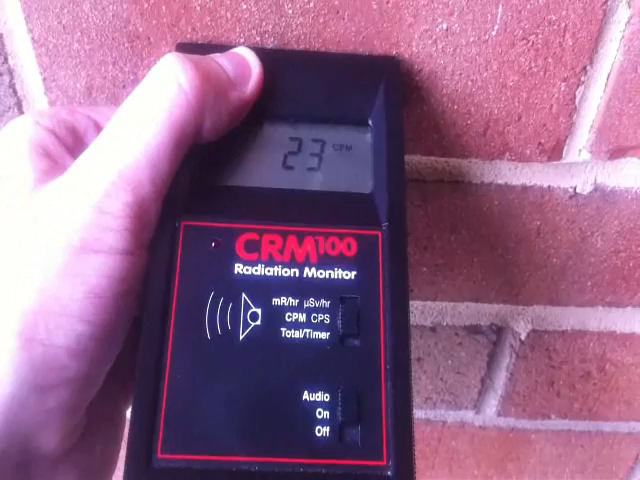 23 CPM
CRM100
Radiation Monitor
mR/hr µSv/hr
CPM CPS
Total/Timer
Audio
On
Off